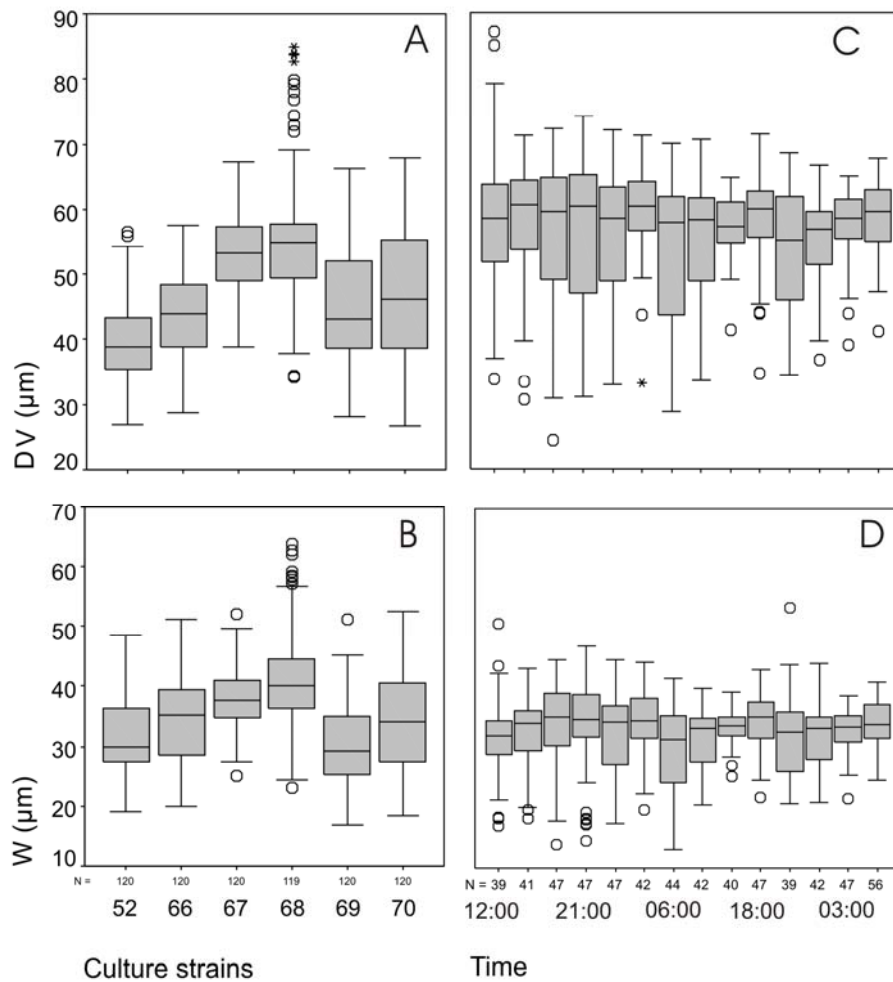 90
80
70
60
50
40
30
20
DV (µm)
A
C
70
60
50
40
30
20
10
W (µm)
B
D
N = 120 120 120 119 120 120
52 66 67 68 69 70
Culture strains
N = 39 41 47 47 47 42 44 42 40 47 39 42 47 56
12:00 21:00 06:00 18:00 03:00
Time